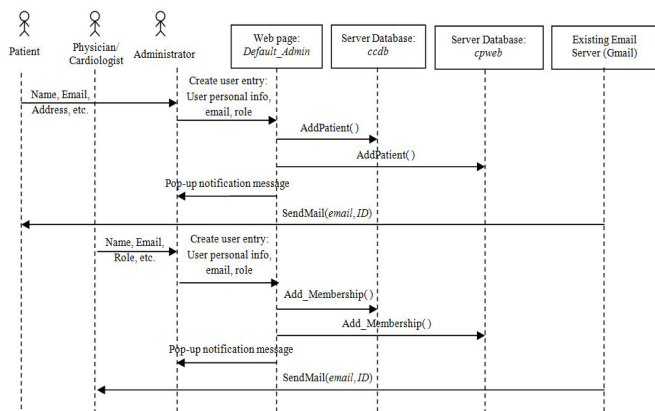 Patient
Physician/
Cardiologist
Administrator
Web page:
Default_Admin
Server Database:
ccdb
Server Database:
cpweb
Existing Email
Server (Gmail)
Name, Email,
Address, etc.
Create user entry:
User personal info,
email, role
AddPatient( )
AddPatient( )
Pop-up notification message
SendMail(email, ID)
Name, Email,
Role, etc.
Create user entry:
User personal info,
email, role
Add_Membership( )
Add_Membership( )
Pop-up notification message
SendMail(email, ID)